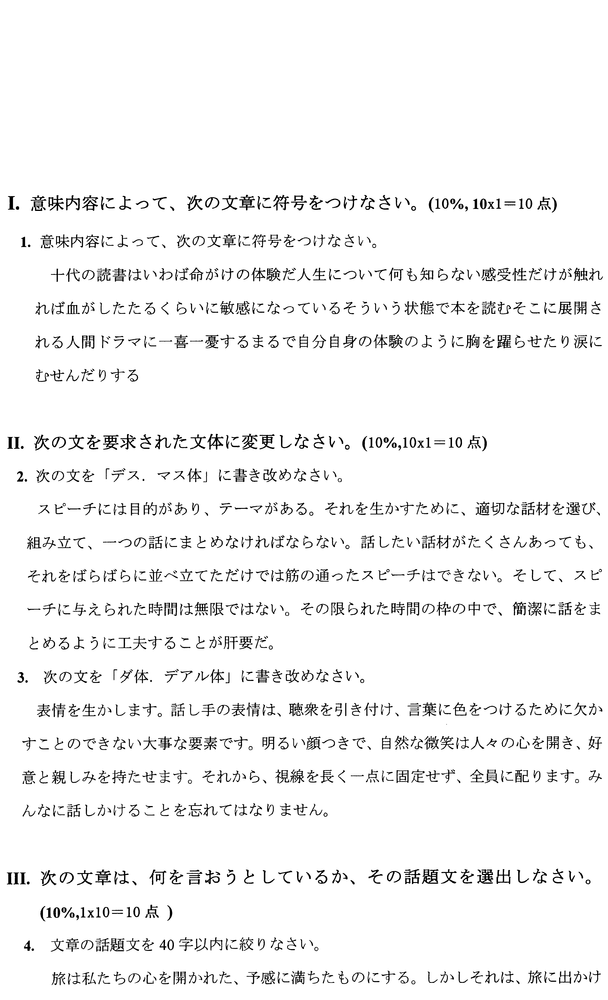 I. 意味内容によって、次の文章に符号をつけなさい。(10%, 10x1＝10 点)
1. 意味内容によって、次の文章に符号をつけなさい。
十代の読書はいわば命がけの体験だ人生について何も知らない感受性だけが触れ
れば血がしたたるくらいに敏感になっているそういう状態で本を読むそこに展開さ
れる人間ドラマに一喜一憂するまるで自分自身の体験のように胸を躍らせたり涙に
むせんだりする
II. 次の文を要求された文体に変更しなさい。(10%,10x1＝10 点)
2. 次の文を「デス．マス体」に書き改めなさい。
スピーチには目的があり、テーマがある。それを生かすために、適切な話材を選び、
組み立て、一つの話にまとめなければならない。話したい話材がたくさんあっても、
それをばらばらに並べ立てただけでは筋の通ったスピーチはできない。そして、スピ
ーチに与えられた時間は無限ではない。その限られた時間の枠の中で、簡潔に話をま
とめるように工夫することが肝要だ。
3. 次の文を「ダ体．デアル体」に書き改めなさい。
表情を生かします。話し手の表情は、聴衆を引き付け、言葉に色をつけるために欠か
すことのできない大事な要素です。明るい顔つきで、自然な微笑は人々の心を開き、好
意と親しみを持たせます。それから、視線を長く一点に固定せず、全員に配ります。み
んなに話しかけることを忘れてはなりません。
III. 次の文章は、何を言おうとしているか、その話題文を選出しなさい。
(10%,1x10＝10 点 )
4. 文章の話題文を 40 字以内に絞りなさい。
旅は私たちの心を開かれた、予感に満ちたものにする。しかしそれは、旅に出かけ